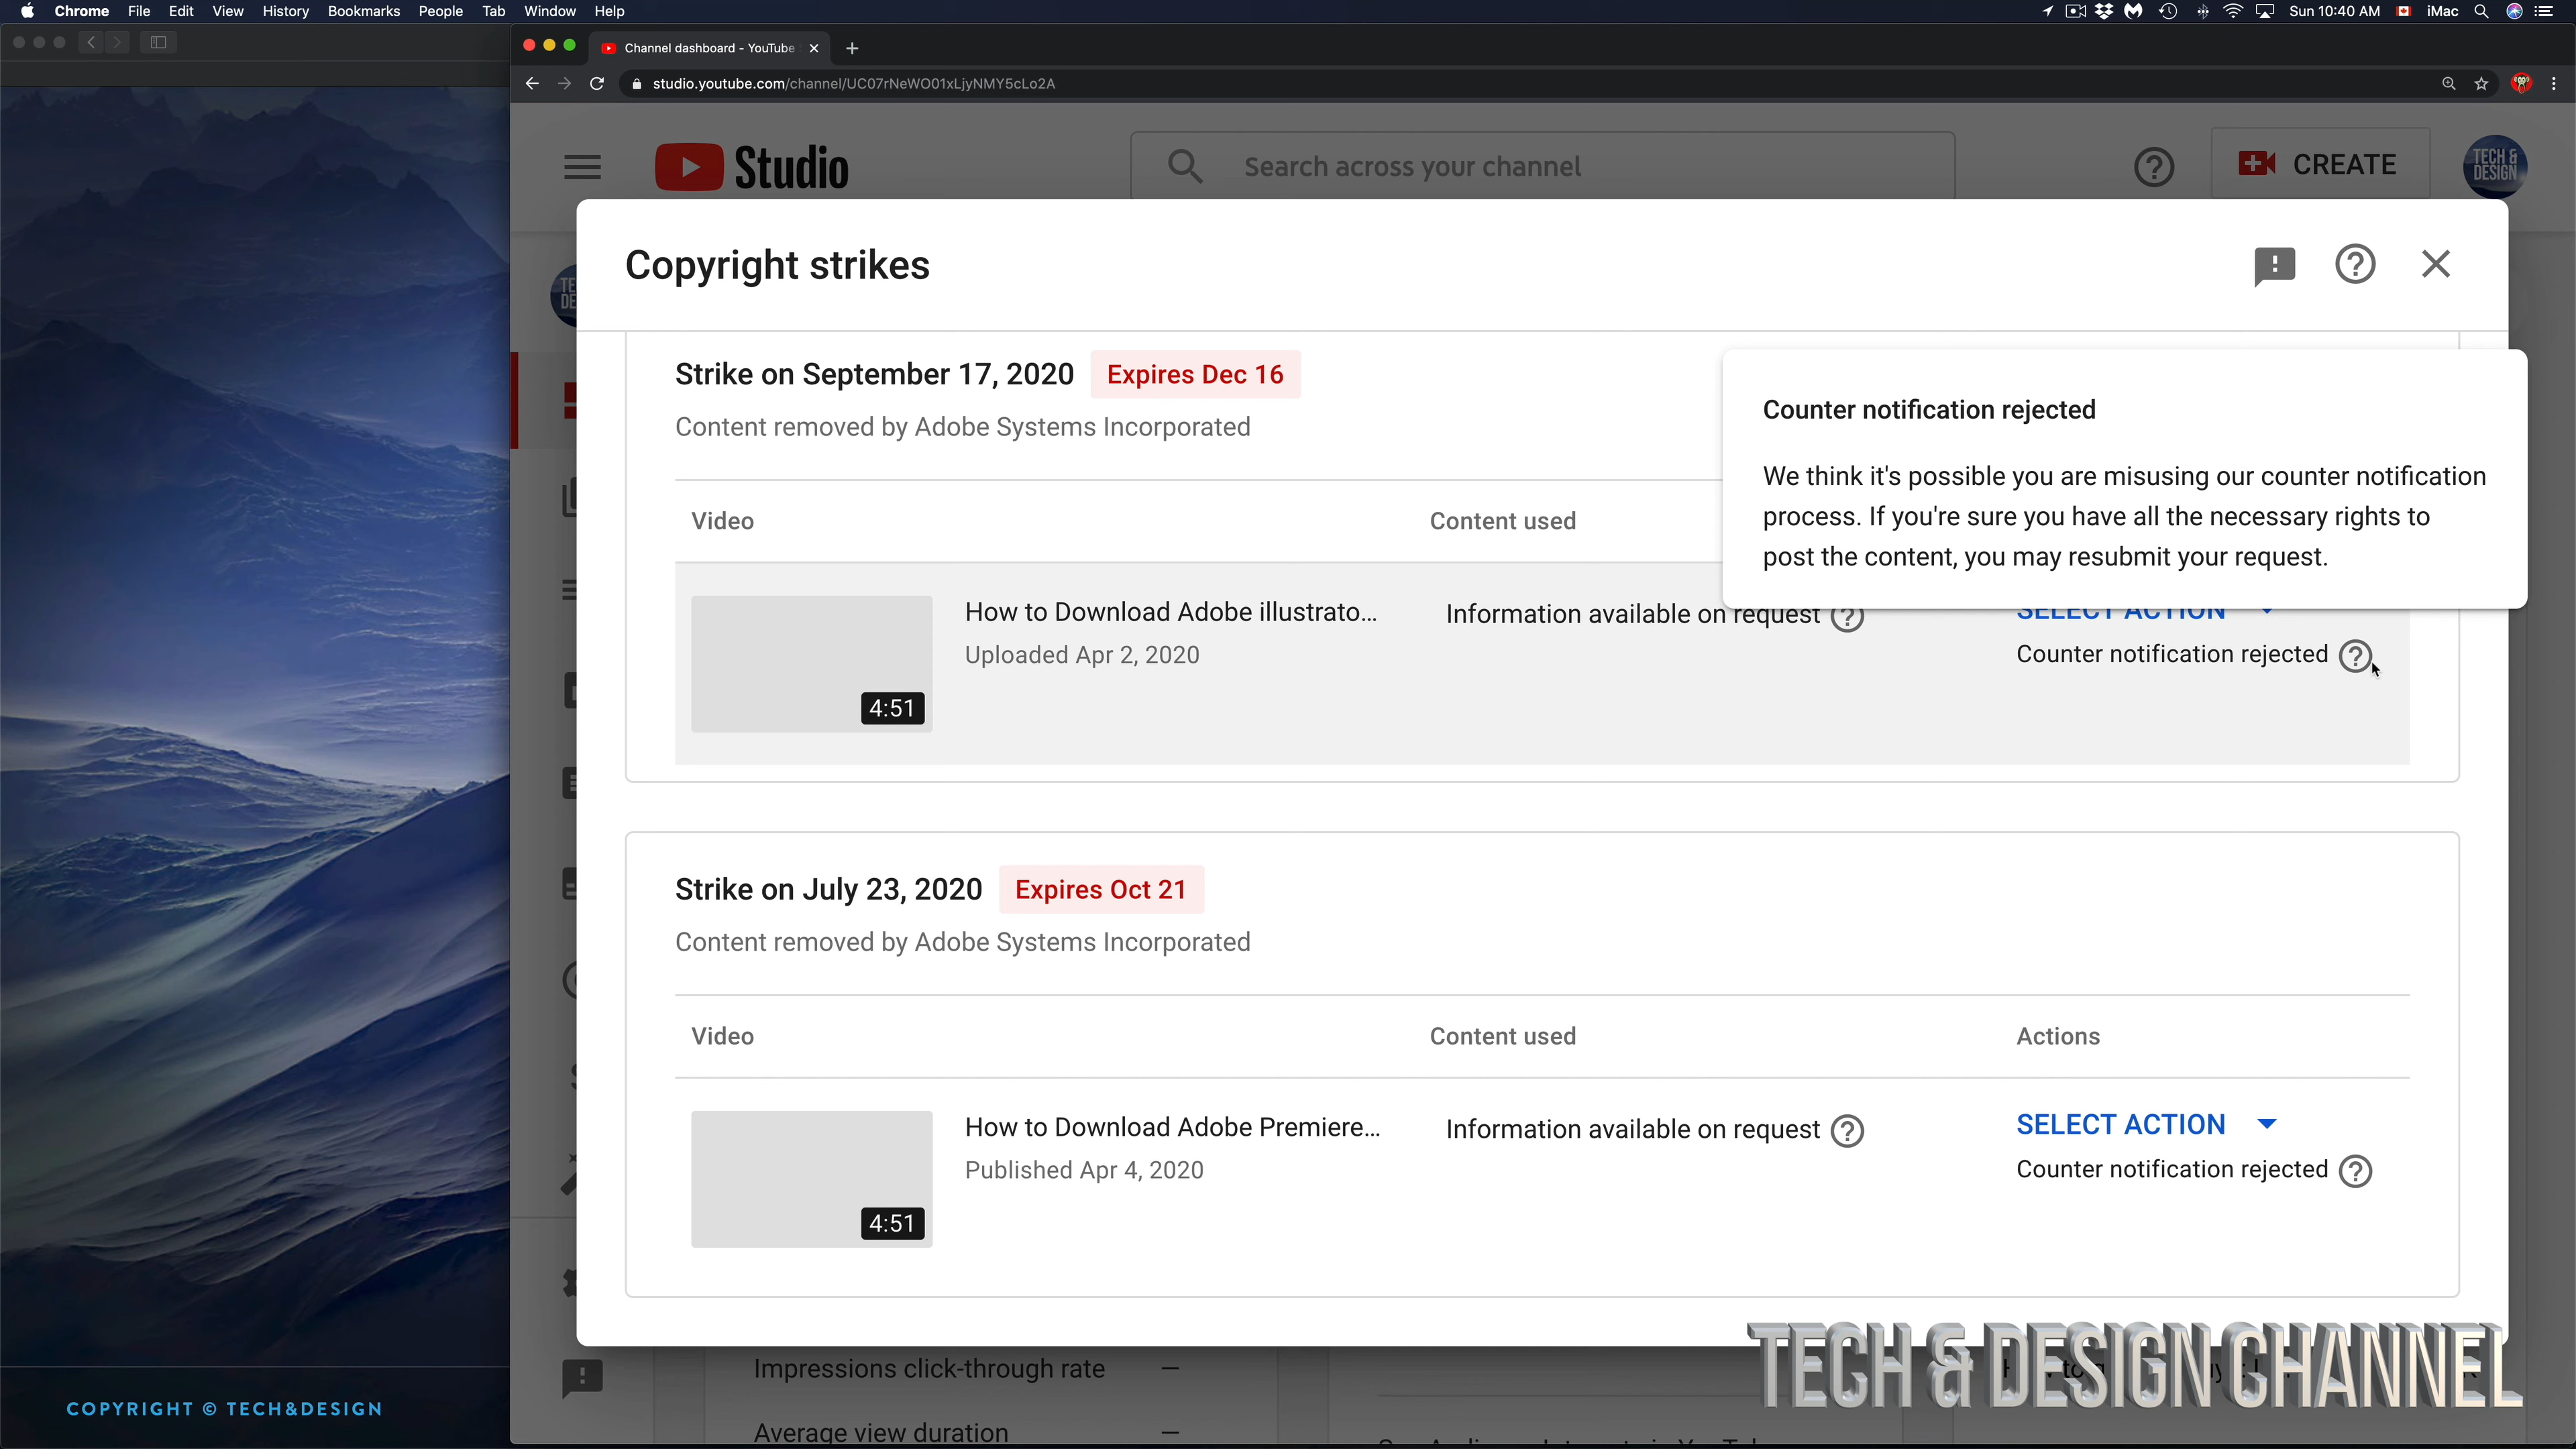 Chrome File Edit View History Bookmarks People Tab Window Help
Sun 10:40 AM iMac
Channel dashboard - YouTube
studio.youtube.com/channel/UC07rNeWO01xLjyNMY5cLo2A
Studio
Search across your channel
CREATE
TECH &
DESIGN
Copyright strikes
Strike on September 17, 2020 Expires Dec 16
Content removed by Adobe Systems Incorporated
Counter notification rejected
We think it's possible you are misusing our counter notification
process. If you're sure you have all the necessary rights to
post the content, you may resubmit your request.
Video Content used
How to Download Adobe illustrato... Information available on request SELECT ACTION
Uploaded Apr 2, 2020 Counter notification rejected
4:51
Strike on July 23, 2020 Expires Oct 21
Content removed by Adobe Systems Incorporated
Video Content used Actions
How to Download Adobe Premiere... Information available on request SELECT ACTION
Published Apr 4, 2020 Counter notification rejected
4:51
TECH & DESIGN CHANNEL
Impressions click-through rate —
Average view duration —
COPYRIGHT © TECH&DESIGN